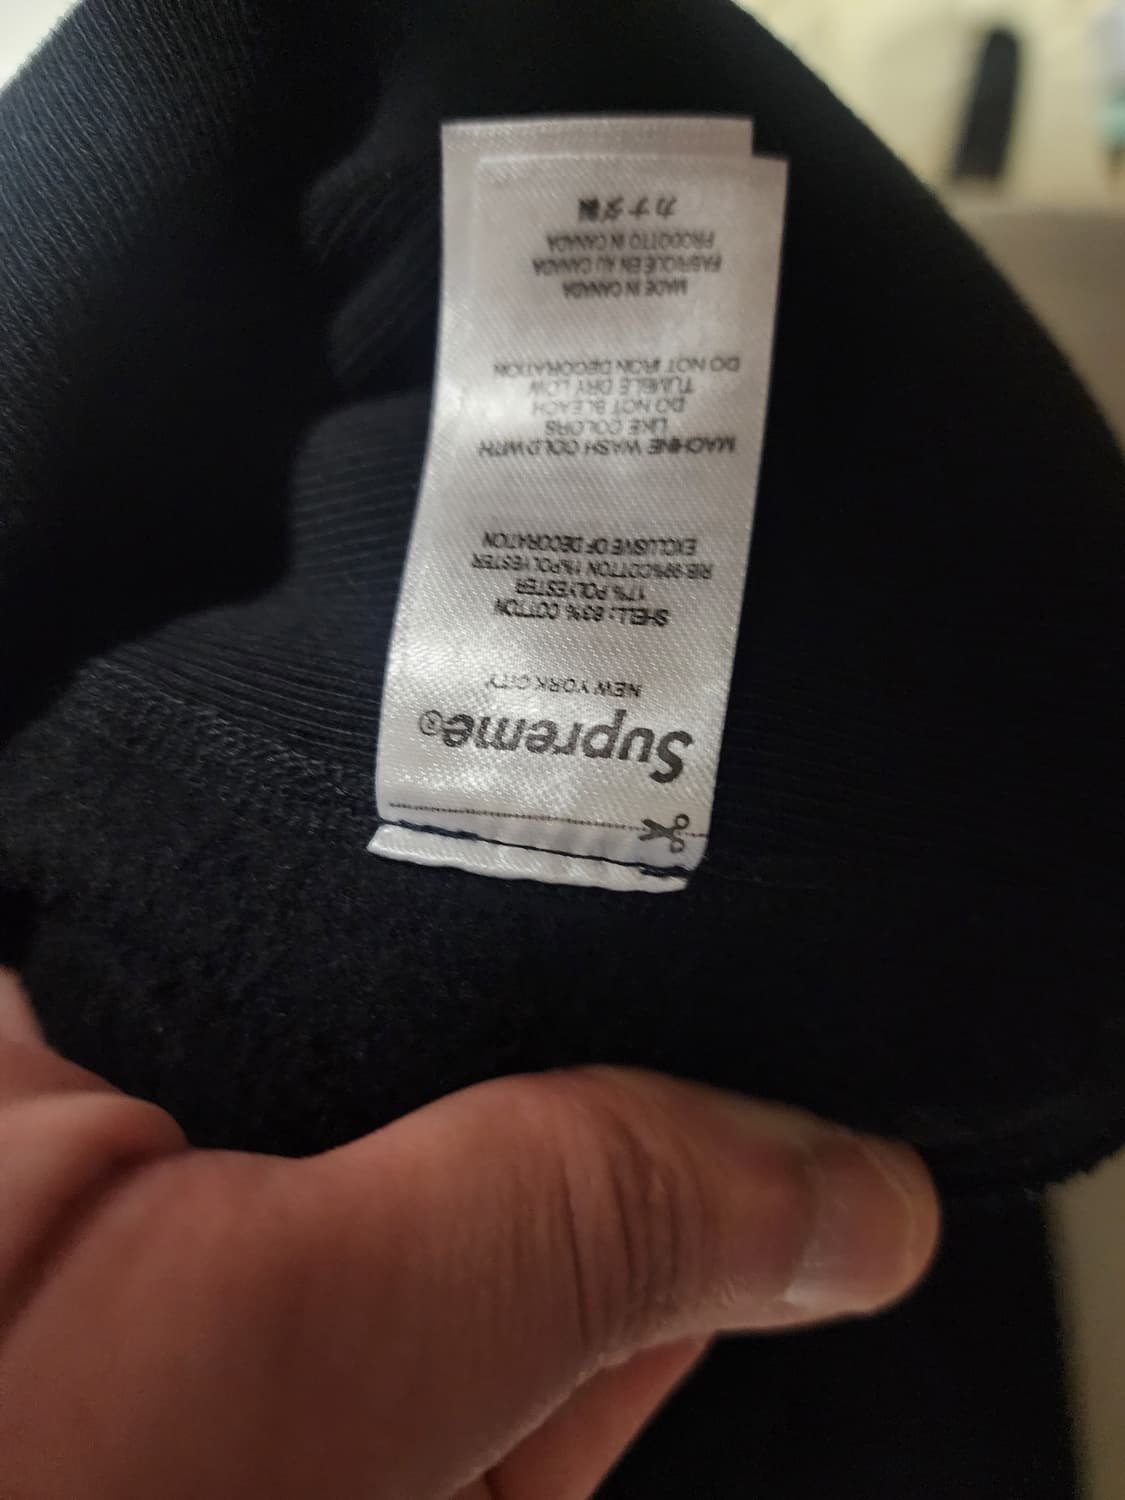 Supreme®
NEW YORK CITY
SHELL: 83% COTTON
17% POLYESTER
RIB:99%COTTON 1%POLYESTER
EXCLUSIVE OF DECORATION
MACHINE WASH COLD WITH
LIKE COLORS
DO NOT BLEACH
TUMBLE DRY LOW
DO NOT IRON DECORATION
MADE IN CANADA
FABRIQUÉ EN AU CANADA
PRODOTTO IN CANADA
カナダ製